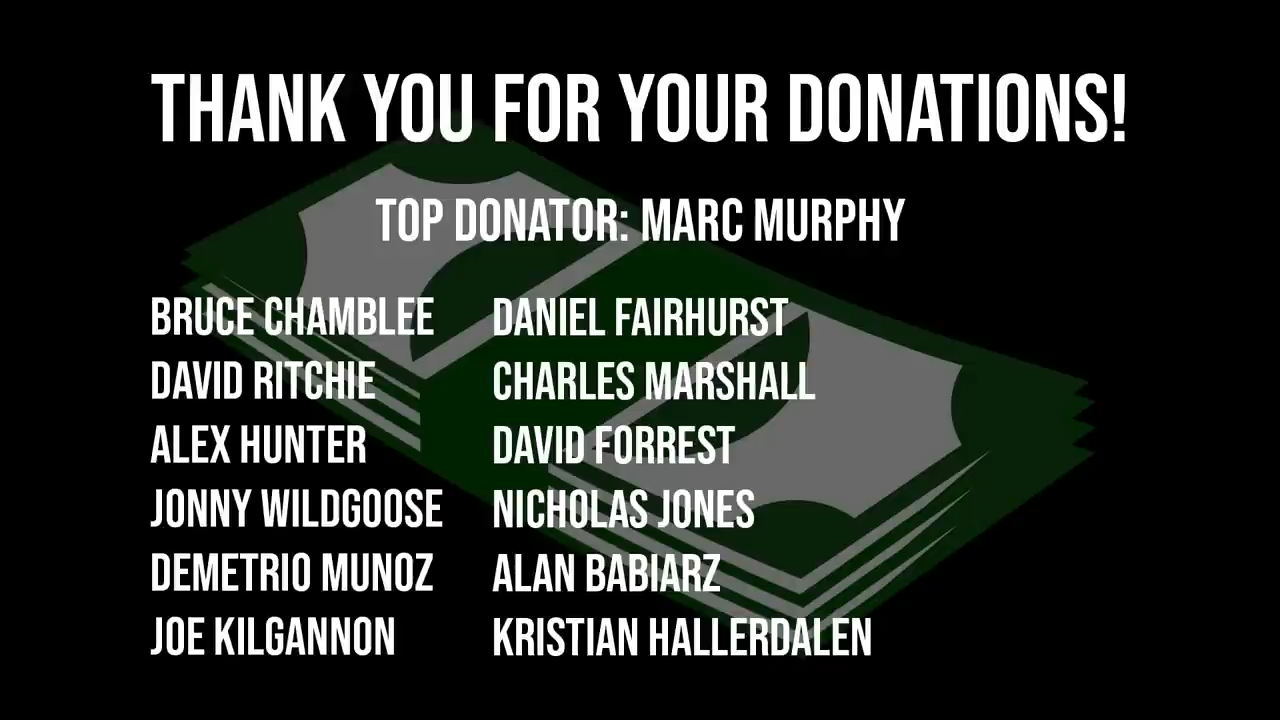 THANK YOU FOR YOUR DONATIONS!
TOP DONATOR: MARC MURPHY
BRUCE CHAMBLEE
DAVID RITCHIE
ALEX HUNTER
JONNY WILDGOOSE
DEMETRIO MUNOZ
JOE KILGANNON
DANIEL FAIRHURST
CHARLES MARSHALL
DAVID FORREST
NICHOLAS JONES
ALAN BABIARZ
KRISTIAN HALLERDALEN